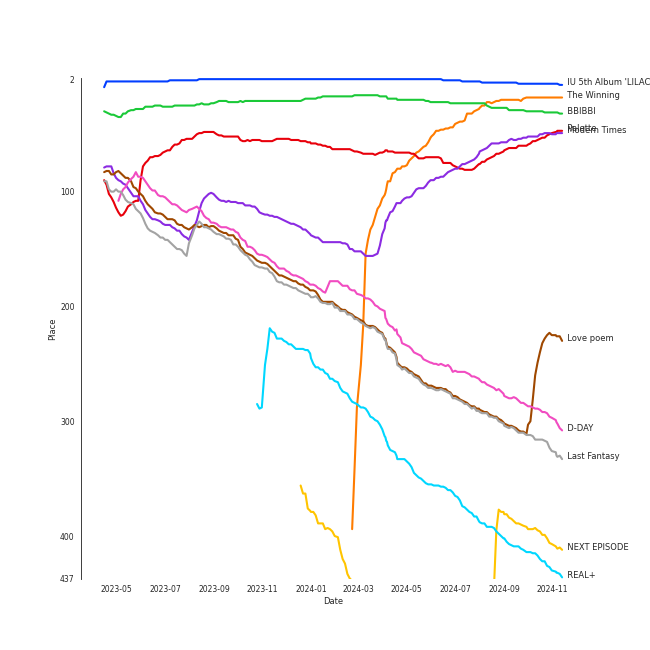 2
100
200
300
400
437
Place
2023-05
2023-07
2023-09
2023-11
2024-01
2024-03
2024-05
2024-07
2024-09
2024-11
Date
IU 5th Album 'LILAC
The Winning
BBIBBI
Palette
Modern Times
Love poem
D-DAY
Last Fantasy
NEXT EPISODE
REAL+